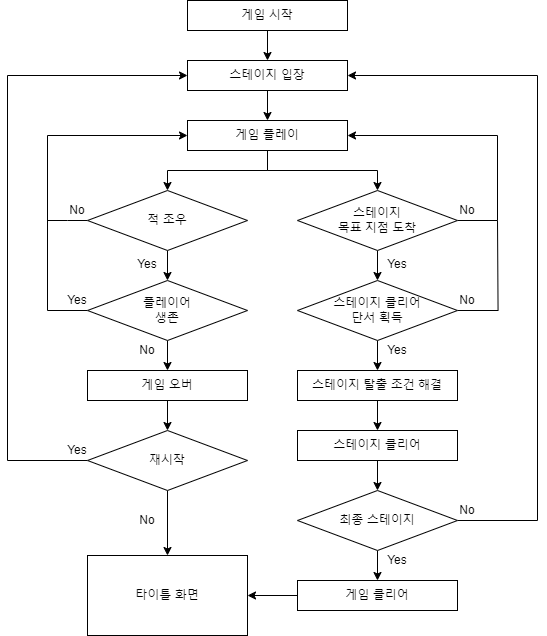 게임 시작
스테이지 입장
게임 플레이
No
적 조우
스테이지
목표 지점 도착
No
Yes
Yes
Yes
플레이어
생존
스테이지 클리어
단서 획득
No
No
Yes
게임 오버
스테이지 탈출 조건 해결
Yes
재시작
스테이지 클리어
No
최종 스테이지
No
Yes
타이틀 화면
게임 클리어